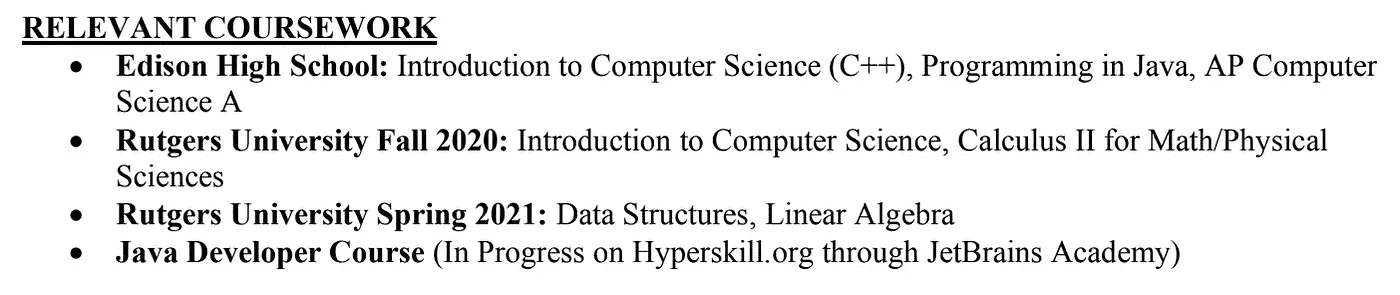 RELEVANT COURSEWORK
• Edison High School: Introduction to Computer Science (C++), Programming in Java, AP Computer
Science A
• Rutgers University Fall 2020: Introduction to Computer Science, Calculus II for Math/Physical
Sciences
• Rutgers University Spring 2021: Data Structures, Linear Algebra
• Java Developer Course (In Progress on Hyperskill.org through JetBrains Academy)